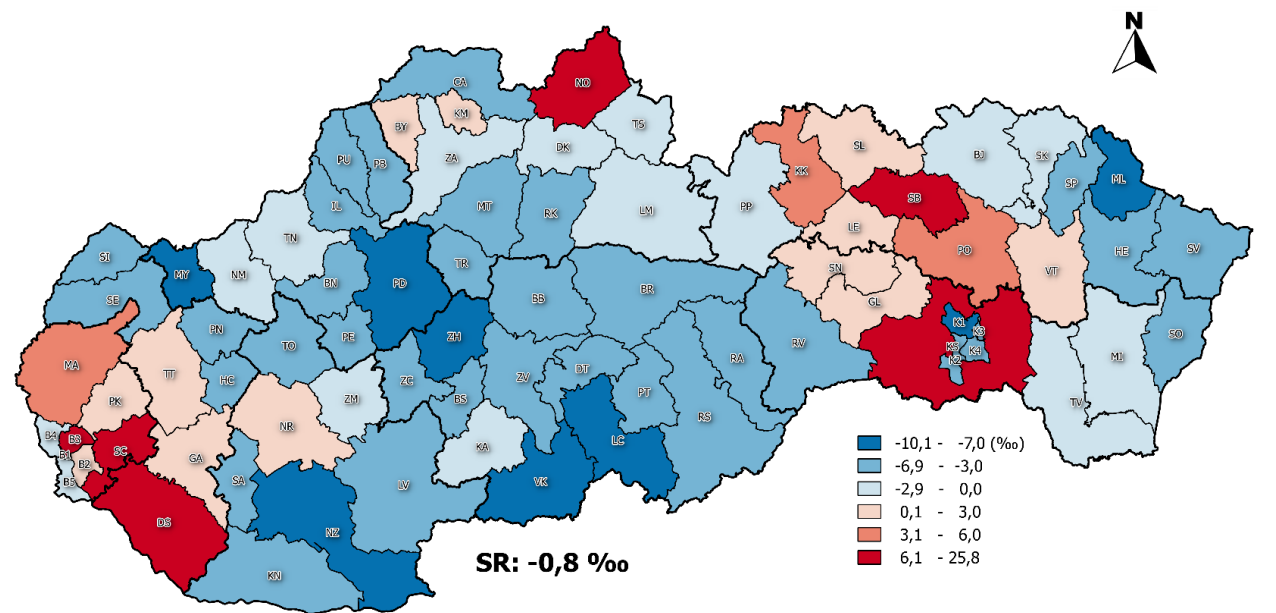 N
CA
NO
BY
KM
TS
PU
PB
ZA
DK
KK
SL
BJ
SK
SP
ML
IL
MT
RK
LM
PP
SB
LE
PO
HE
SV
TN
SI
MY
NM
BN
PD
TR
BB
BR
SN
VT
GL
SE
PN
TO
PE
ZH
RV
K1
K3
K5
K4
K2
SO
MI
TV
MA
TT
HC
ZM
ZC
BS
ZV
DT
PT
RA
RS
PK
NR
KA
LC
B4
B3
SC
B1
B2
B5
GA
SA
LV
VK
DS
NZ
KN
-10,1 - -7,0 (‰)
-6,9 - -3,0
-2,9 - 0,0
0,1 - 3,0
3,1 - 6,0
6,1 - 25,8
SR: -0,8 ‰